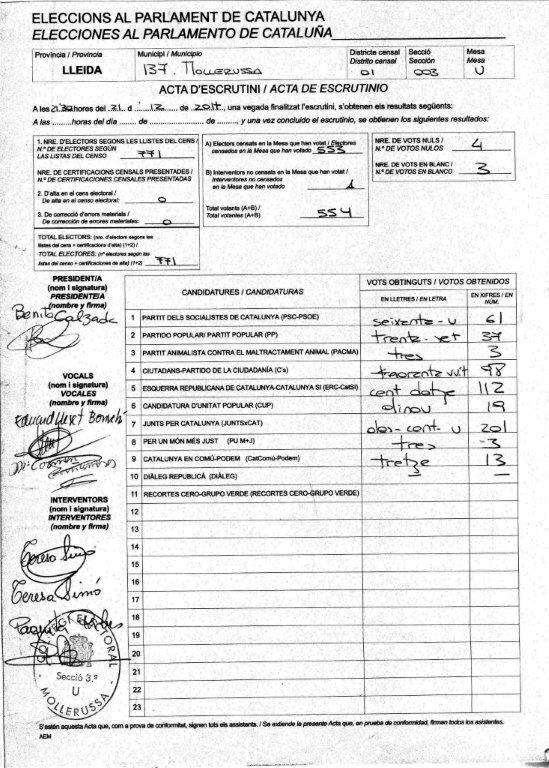 ELECCIONS AL PARLAMENT DE CATALUNYA
ELECCIONES AL PARLAMENTO DE CATALUÑA
Província / Provincia
LLEIDA
Municipi / Municipio
137. MOLLERUSSA
Districte censal
Distrito censal
01
Secció
Sección
003
Mesa
Mesa
U
ACTA D'ESCRUTINI / ACTA DE ESCRUTINIO
A les 21:30 hores del 21 d 12 de 2017, una vegada finalitzat l'escrutini, s'obtenen els resultats següents:
A las horas del día de de , y una vez concluido el escrutinio, se obtienen los siguientes resultados:
1. NRE. D'ELECTORS SEGONS LES LLISTES DEL CENS /
N.º DE ELECTORES SEGÚN
LAS LISTAS DEL CENSO 771
NRE. DE CERTIFICACIONS CENSALS PRESENTADES /
N.º DE CERTIFICACIONES CENSALES PRESENTADAS
2. D'alta en el cens electoral /
De alta en el censo electoral: 0
3. De correcció d'errors materials /
De corrección de errores materiales: 0
TOTAL ELECTORS: (nre. d'electors segons les
llistes del cens + certificacions d'alta) (1+2) /
TOTAL ELECTORES: (nº electores según las
listas del censo + certificaciones de alta) (1+2) 771
A) Electors censats en la Mesa que han votat / Electores
censados en la Mesa que han votado 553
B) Interventors no censats en la Mesa que han votat /
Interventores no censados
en la Mesa que han votado 1
Total votants (A+B) /
Total votantes (A+B) 554
NRE. DE VOTS NULS /
N.º DE VOTOS NULOS 4
NRE. DE VOTS EN BLANC /
N.º DE VOTOS EN BLANCO 3
PRESIDENT/A
(nom i signatura)
PRESIDENTE/A
(nombre y firma)
Benito Calzada
VOCALS
(nom i signatura)
VOCALES
(nombre y firma)
INTERVENTORS
(nom i signatura)
INTERVENTORES
(nombre y firma)
Teresa Simó
Teresa Simó
Paquita
ELECTORAL
Secció 3.ª
U
MOLLERUSSA
CANDIDATURES / CANDIDATURAS
VOTS OBTINGUTS / VOTOS OBTENIDOS
EN LLETRES / EN LETRA
EN XIFRES / EN NÚM.
1 PARTIT DELS SOCIALISTES DE CATALUNYA (PSC-PSOE) seixanta-u 61
2 PARTIDO POPULAR/ PARTIT POPULAR (PP) trenta-set 37
3 PARTIT ANIMALISTA CONTRA EL MALTRACTAMENT ANIMAL (PACMA) tres 3
4 CIUTADANS-PARTIDO DE LA CIUDADANÍA (C's) 98
5 ESQUERRA REPUBLICANA DE CATALUNYA-CATALUNYA SÍ (ERC-CatSí) cent dotze 112
6 CANDIDATURA D'UNITAT POPULAR (CUP) dinou 19
7 JUNTS PER CATALUNYA (JUNTSxCAT) dos-cent. u 201
8 PER UN MÓN MÉS JUST (PU M+J) tres 3
9 CATALUNYA EN COMÚ-PODEM (CatComú-Podem) tretze 13
10 DIÀLEG REPUBLICÀ (DIÀLEG) — —
11 RECORTES CERO-GRUPO VERDE (RECORTES CERO-GRUPO VERDE)
12
13
14
15
16
17
18
19
20
21
22
23
S'estén aquesta Acta que, com a prova de conformitat, signen tots els assistents. / Se extiende la presente Acta que, en prueba de conformidad, firman todos los asistentes.
AEM